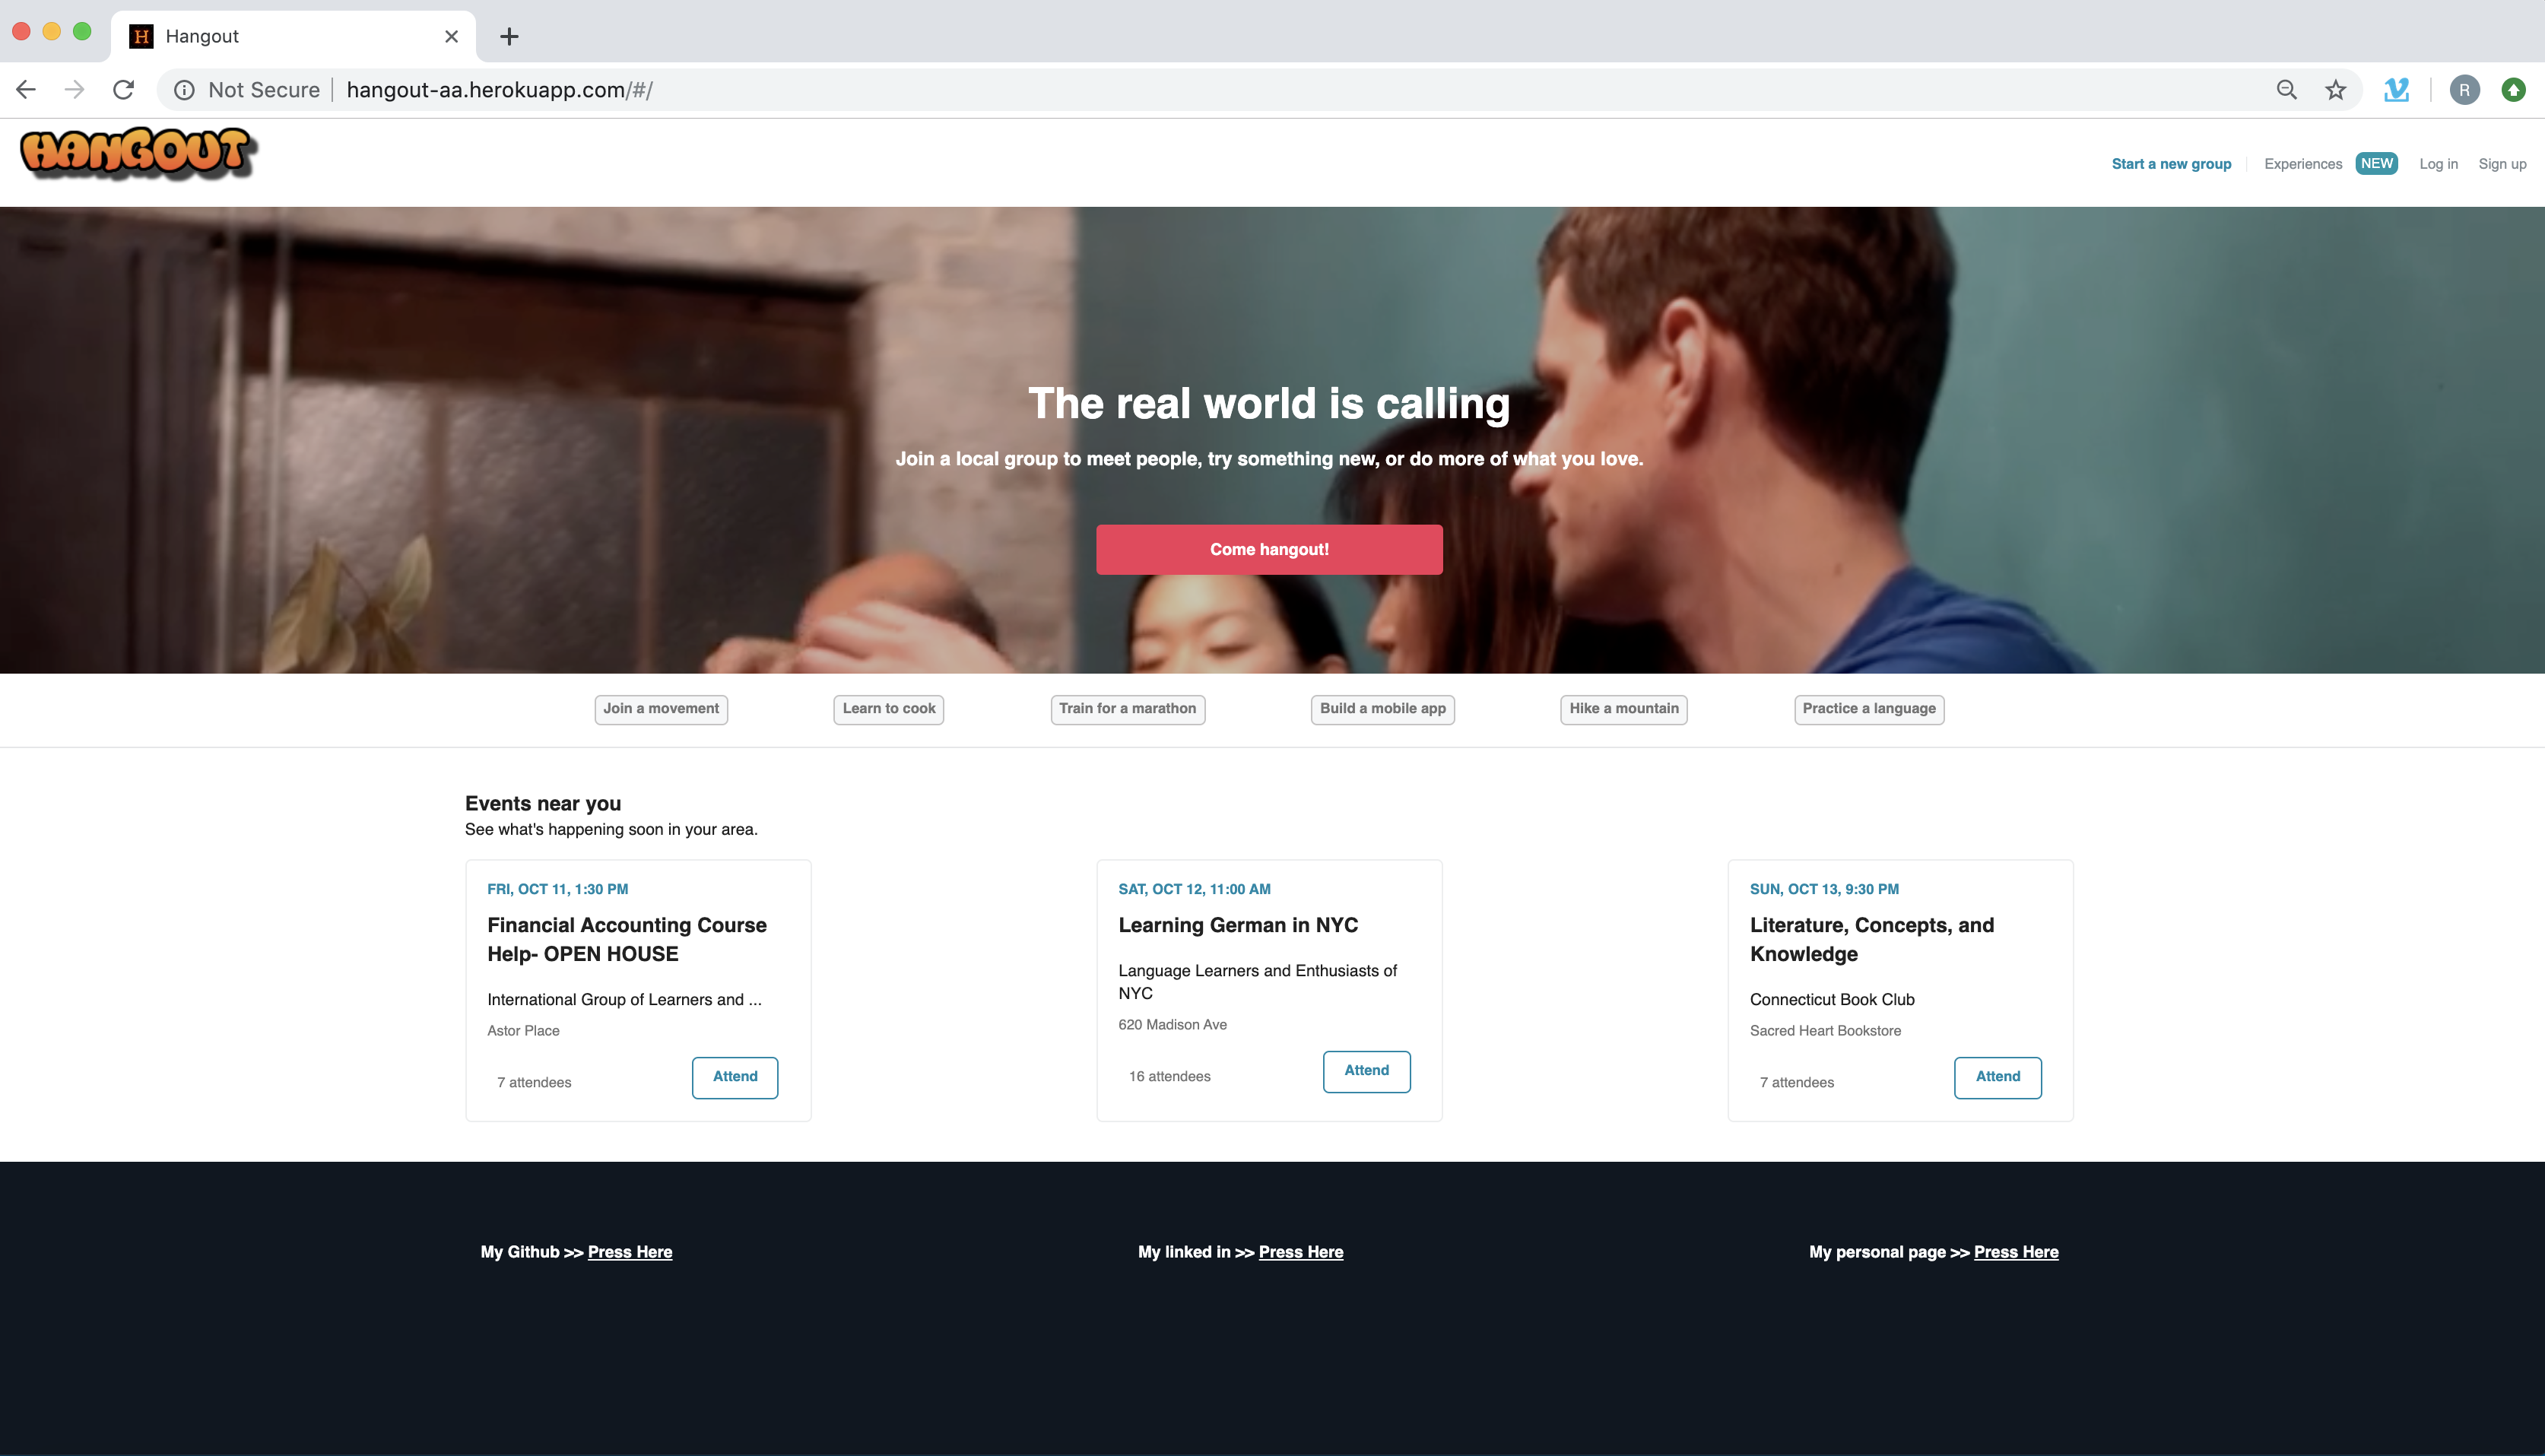 H Hangout
Not Secure hangout-aa.herokuapp.com/#/
R
HANGOUT
Start a new group Experiences NEW Log in Sign up
The real world is calling
Join a local group to meet people, try something new, or do more of what you love.
Come hangout!
Join a movement Learn to cook Train for a marathon Build a mobile app Hike a mountain Practice a language
Events near you
See what's happening soon in your area.
FRI, OCT 11, 1:30 PM
Financial Accounting Course
Help- OPEN HOUSE
International Group of Learners and ...
Astor Place
7 attendees Attend
SAT, OCT 12, 11:00 AM
Learning German in NYC
Language Learners and Enthusiasts of
NYC
620 Madison Ave
16 attendees Attend
SUN, OCT 13, 9:30 PM
Literature, Concepts, and
Knowledge
Connecticut Book Club
Sacred Heart Bookstore
7 attendees Attend
My Github >> Press Here
My linked in >> Press Here
My personal page >> Press Here